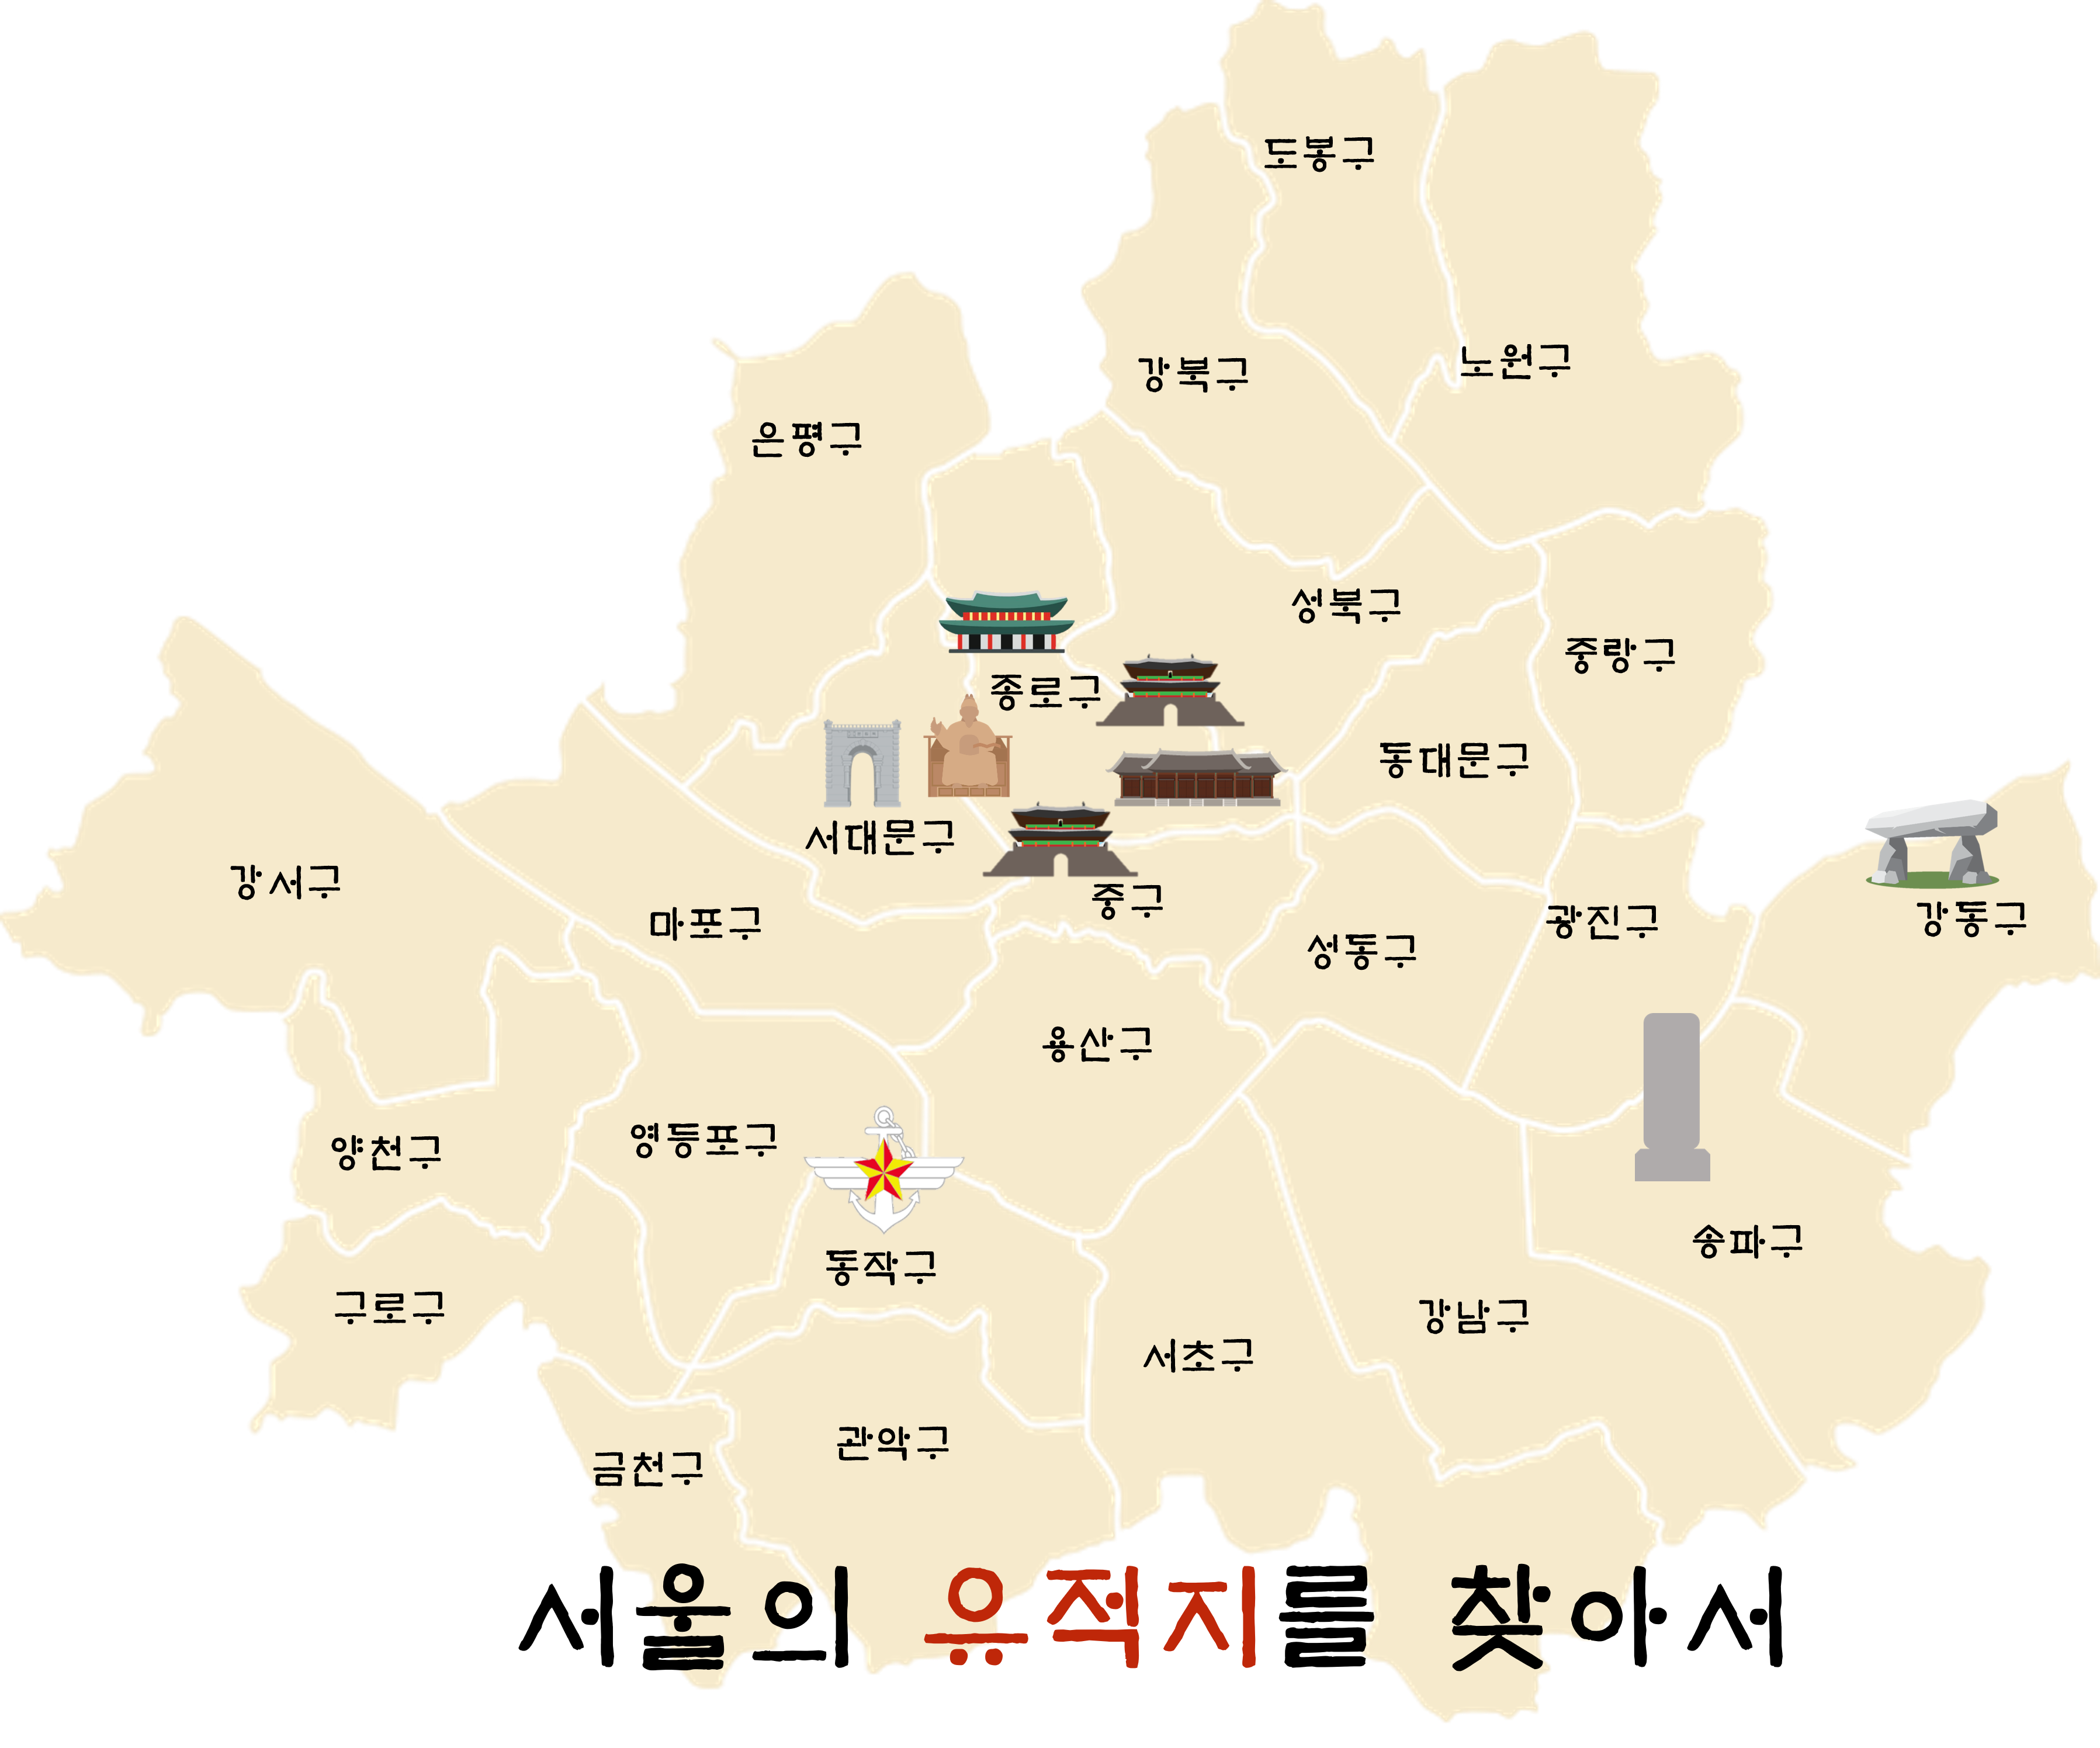 도봉구
노원구
강북구
은평구
성북구
중랑구
종로구
동대문구
서대문구
강서구
중구
마포구
성동구
광진구
강동구
용산구
양천구
영등포구
송파구
동작구
구로구
강남구
서초구
관악구
금천구
서울의 유적지를 찾아서